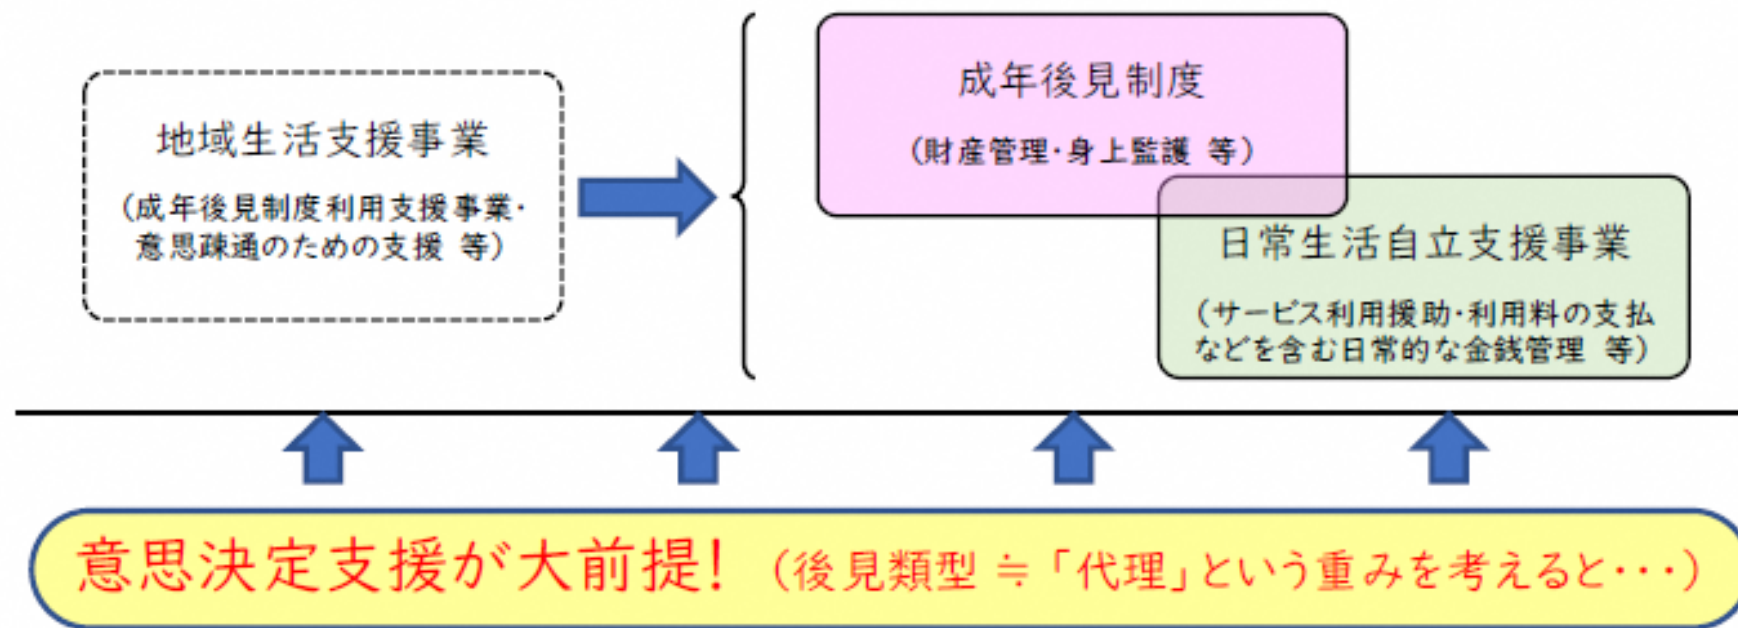 地域生活支援事業
(成年後見制度利用支援事業・
意思疎通のための支援 等)
成年後見制度
(財産管理・身上監護 等)
日常生活自立支援事業
(サービス利用援助・利用料の支払
などを含む日常的な金銭管理 等)
意思決定支援が大前提! (後見類型 ≒ 「代理」という重みを考えると・・・)